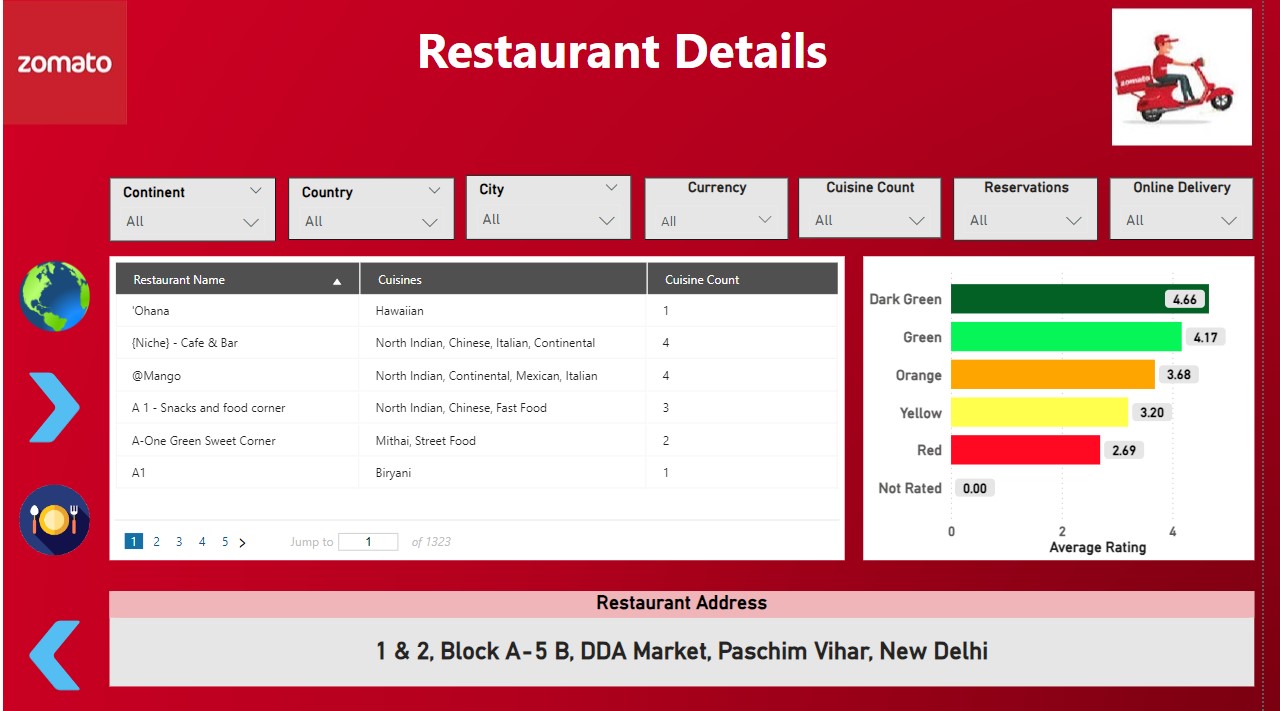 zomato
Restaurant Details
zomato
Continent
All
Country
All
City
All
Currency
All
Cuisine Count
All
Reservations
All
Online Delivery
All
Restaurant Name Cuisines Cuisine Count
'Ohana Hawaiian 1
{Niche} - Cafe & Bar North Indian, Chinese, Italian, Continental 4
@Mango North Indian, Continental, Mexican, Italian 4
A 1 - Snacks and food corner North Indian, Chinese, Fast Food 3
A-One Green Sweet Corner Mithai, Street Food 2
A1 Biryani 1
1 2 3 4 5 Jump to 1 of 1323
Dark Green 4.66
Green 4.17
Orange 3.68
Yellow 3.20
Red 2.69
Not Rated 0.00
0 2 4
Average Rating
Restaurant Address
1 & 2, Block A-5 B, DDA Market, Paschim Vihar, New Delhi